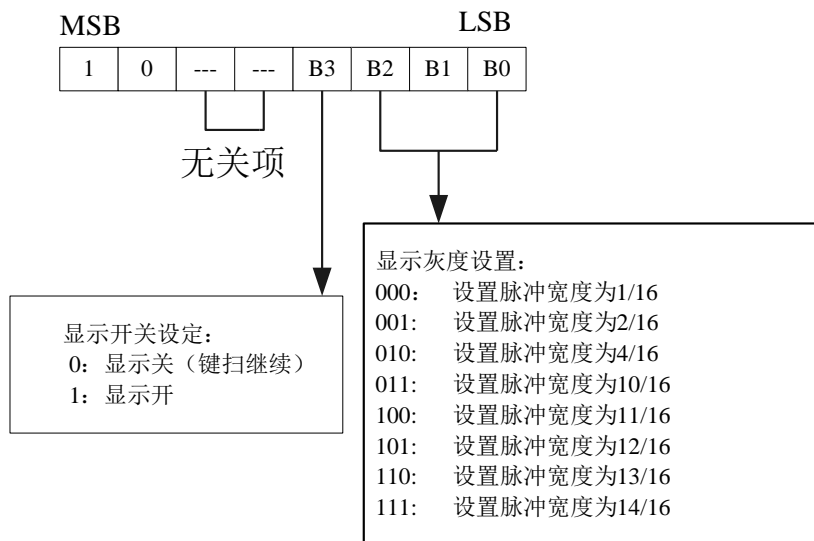 MSB LSB
1 0 --- --- B3 B2 B1 B0
无关项
显示开关设定：
0：显示关（键扫继续）
1：显示开
显示灰度设置：
000： 设置脉冲宽度为1/16
001: 设置脉冲宽度为2/16
010: 设置脉冲宽度为4/16
011: 设置脉冲宽度为10/16
100: 设置脉冲宽度为11/16
101: 设置脉冲宽度为12/16
110: 设置脉冲宽度为13/16
111: 设置脉冲宽度为14/16